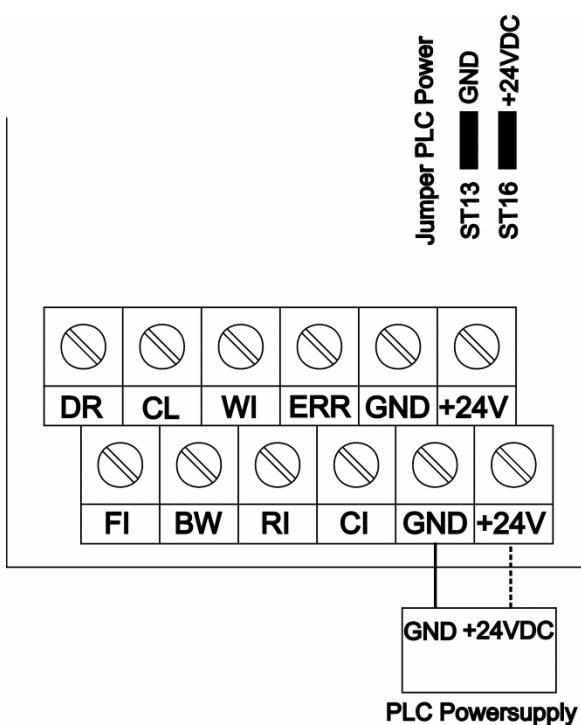 Jumper PLC Power
ST13 GND
ST16 +24VDC
DR CL WI ERR GND +24V
FI BW RI CI GND +24V
GND +24VDC
PLC Powersupply